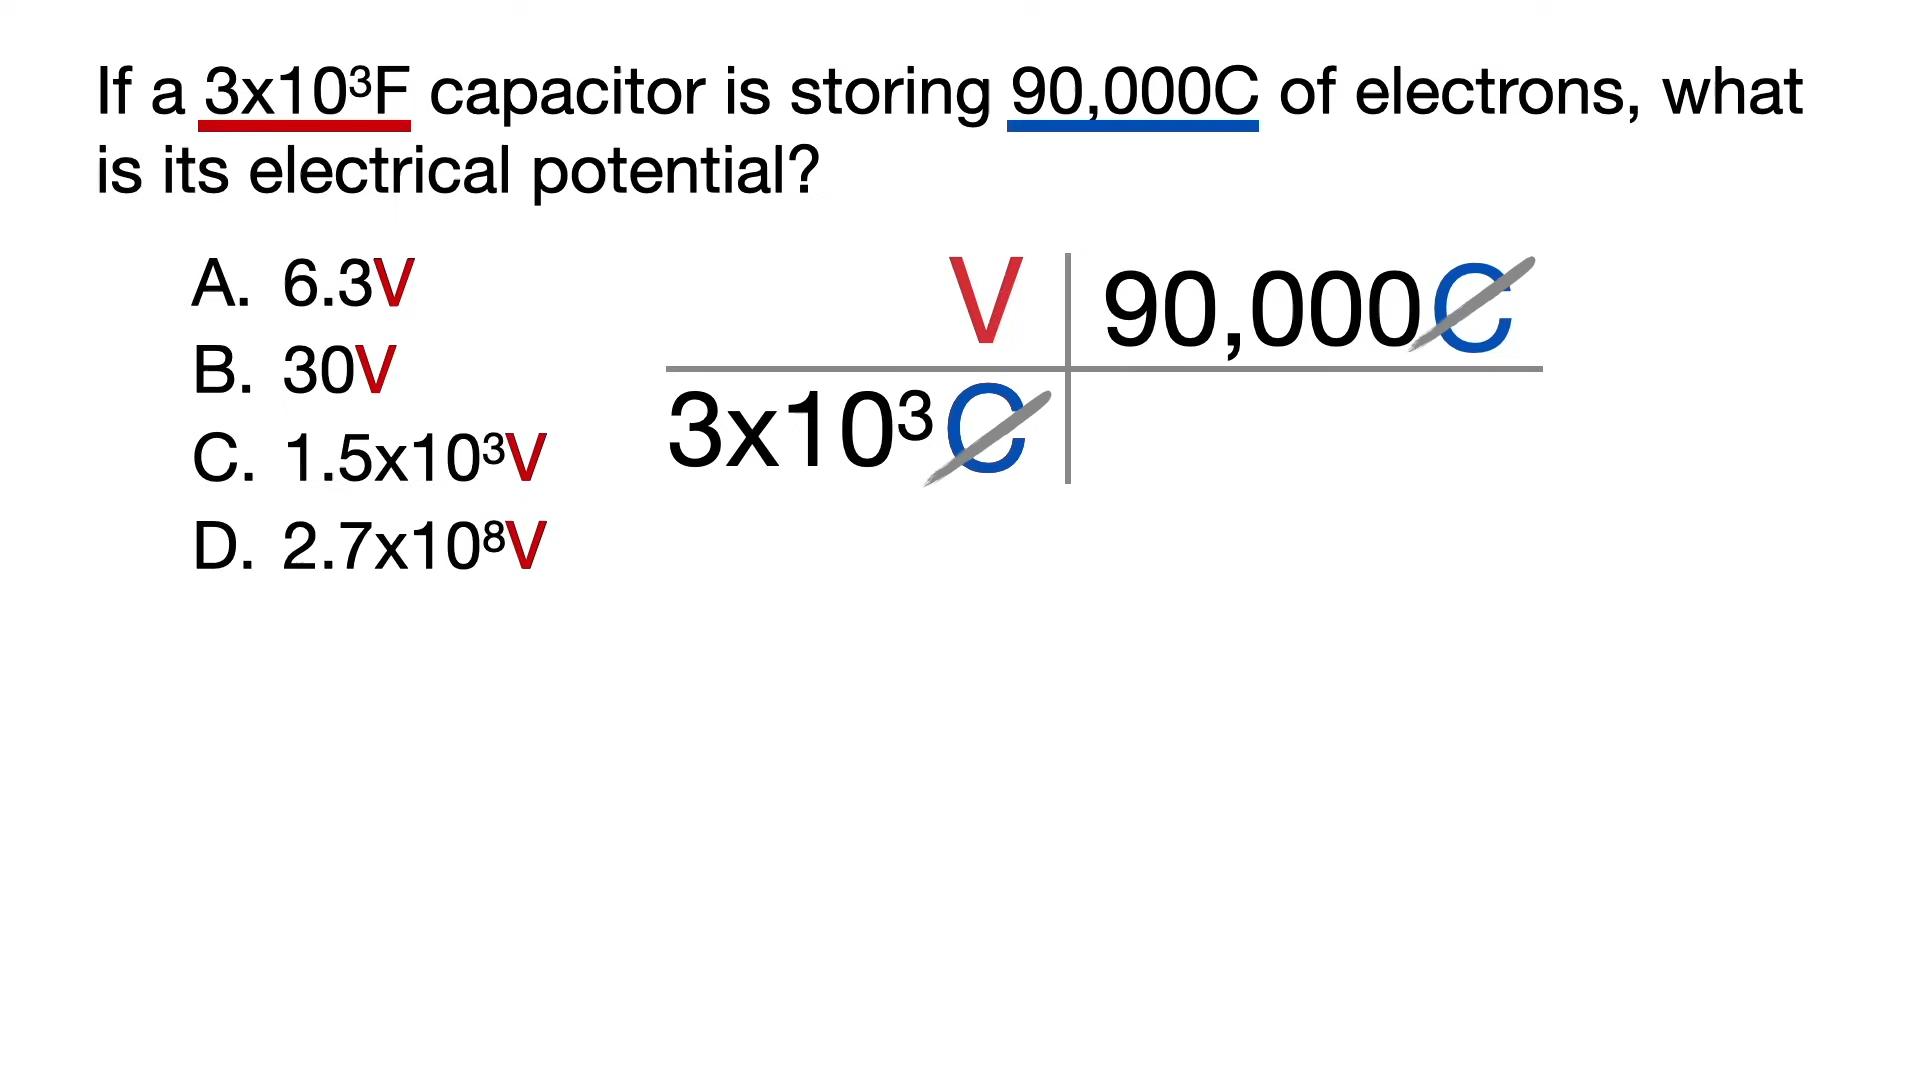 If a 3x10³F capacitor is storing 90,000C of electrons, what
is its electrical potential?
A. 6.3V
B. 30V
C. 1.5x10³V
D. 2.7x10⁸V
V 90,000C
3x10³C